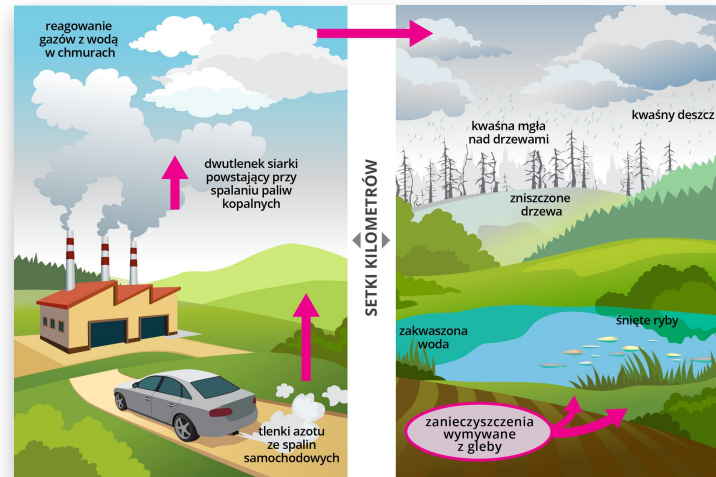 reagowanie
gazów z wodą
w chmurach
dwutlenek siarki
powstający przy
spalaniu paliw
kopalnych
tlenki azotu
ze spalin
samochodowych
SETKI KILOMETRÓW
kwaśny deszcz
kwaśna mgła
nad drzewami
zniszczone
drzewa
śnięte ryby
zakwaszona
woda
zanieczyszczenia
wymywane
z gleby